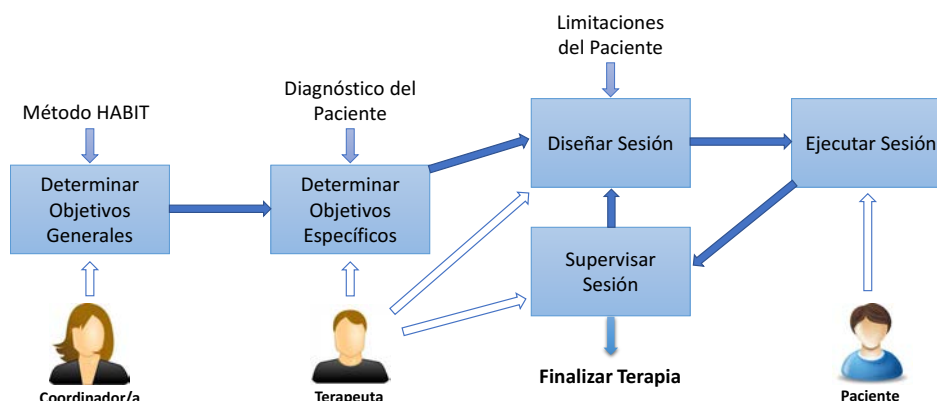 Limitaciones
del Paciente
Diagnóstico del
Paciente
Método HABIT
Determinar
Objetivos
Generales
Determinar
Objetivos
Específicos
Diseñar Sesión
Ejecutar Sesión
Supervisar
Sesión
Finalizar Terapia
Coordinador/a
Terapeuta
Paciente